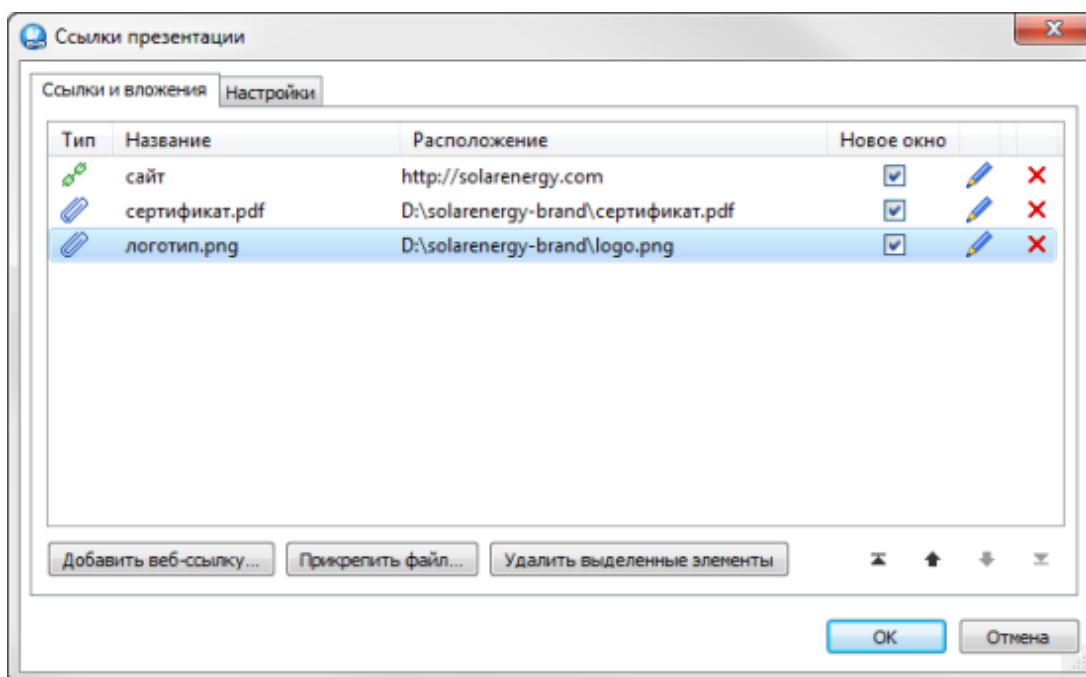 Ссылки презентации
Ссылки и вложения Настройки
Тип Название Расположение Новое окно
сайт http://solarenergy.com
сертификат.pdf D:\solarenergy-brand\сертификат.pdf
логотип.png D:\solarenergy-brand\logo.png
Добавить веб-ссылку... Прикрепить файл... Удалить выделенные элементы
OK Отмена